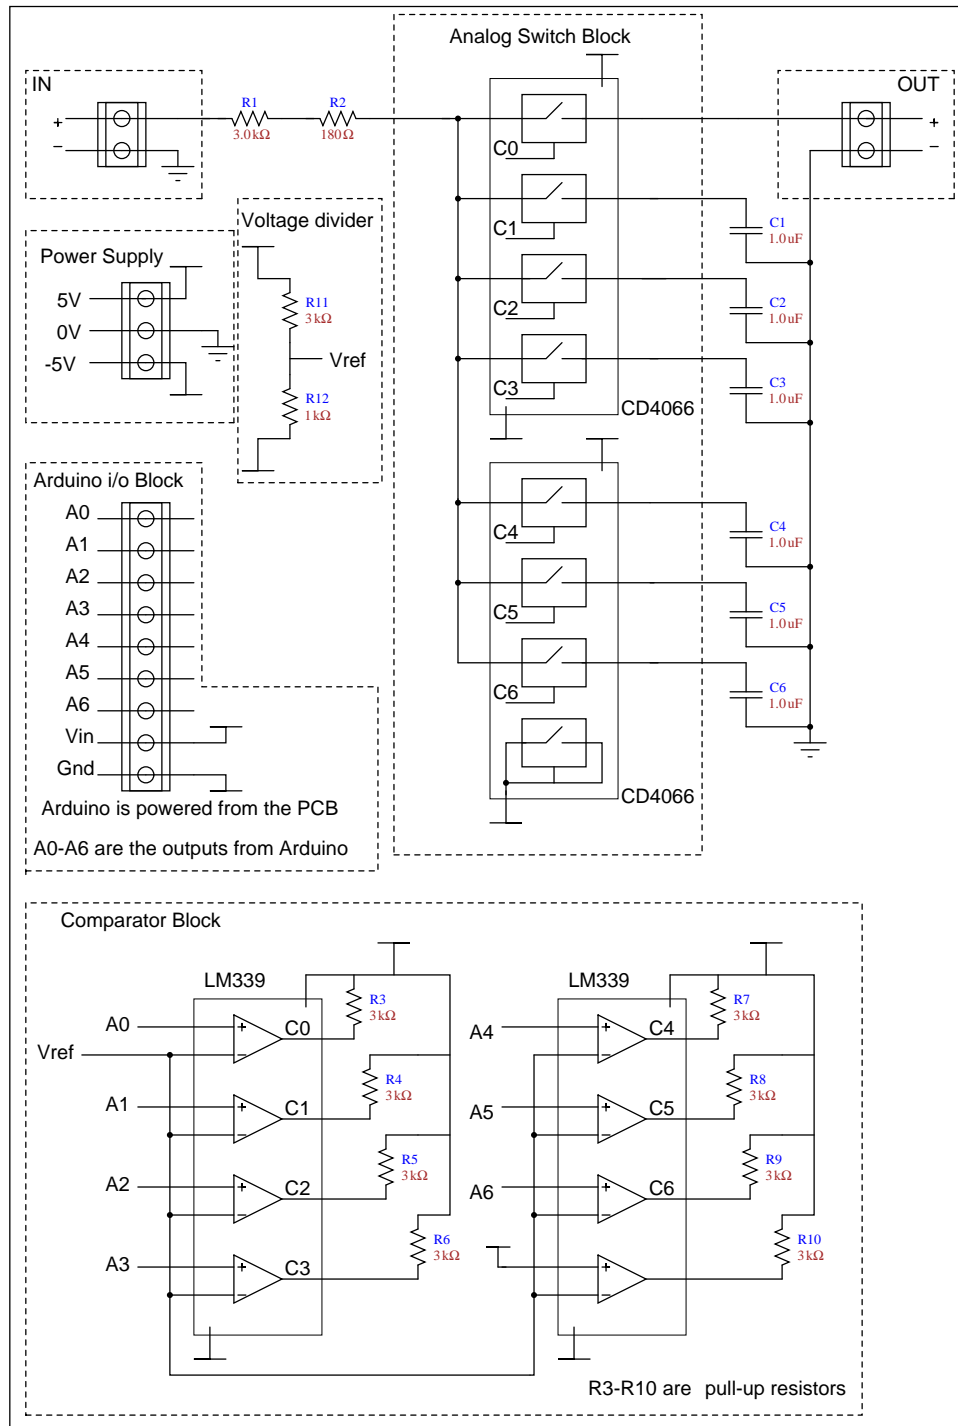 Analog Switch Block
IN
+
−
R1
3.0kΩ
R2
180Ω
C0
C1
C2
C3
CD4066
C4
C5
C6
CD4066
OUT
+
−
C1
1.0uF
C2
1.0uF
C3
1.0uF
C4
1.0uF
C5
1.0uF
C6
1.0uF
Power Supply
5V
0V
-5V
Voltage divider
R11
3kΩ
Vref
R12
1kΩ
Arduino i/o Block
A0
A1
A2
A3
A4
A5
A6
Vin
Gnd
Arduino is powered from the PCB
A0-A6 are the outputs from Arduino
Comparator Block
LM339
A0
+
−
C0
R3
3kΩ
Vref
A1
+
−
C1
R4
3kΩ
A2
+
−
C2
R5
3kΩ
A3
+
−
C3
R6
3kΩ
LM339
A4
+
−
C4
R7
3kΩ
A5
+
−
C5
R8
3kΩ
A6
+
−
C6
R9
3kΩ
+
−
R10
3kΩ
R3-R10 are pull-up resistors